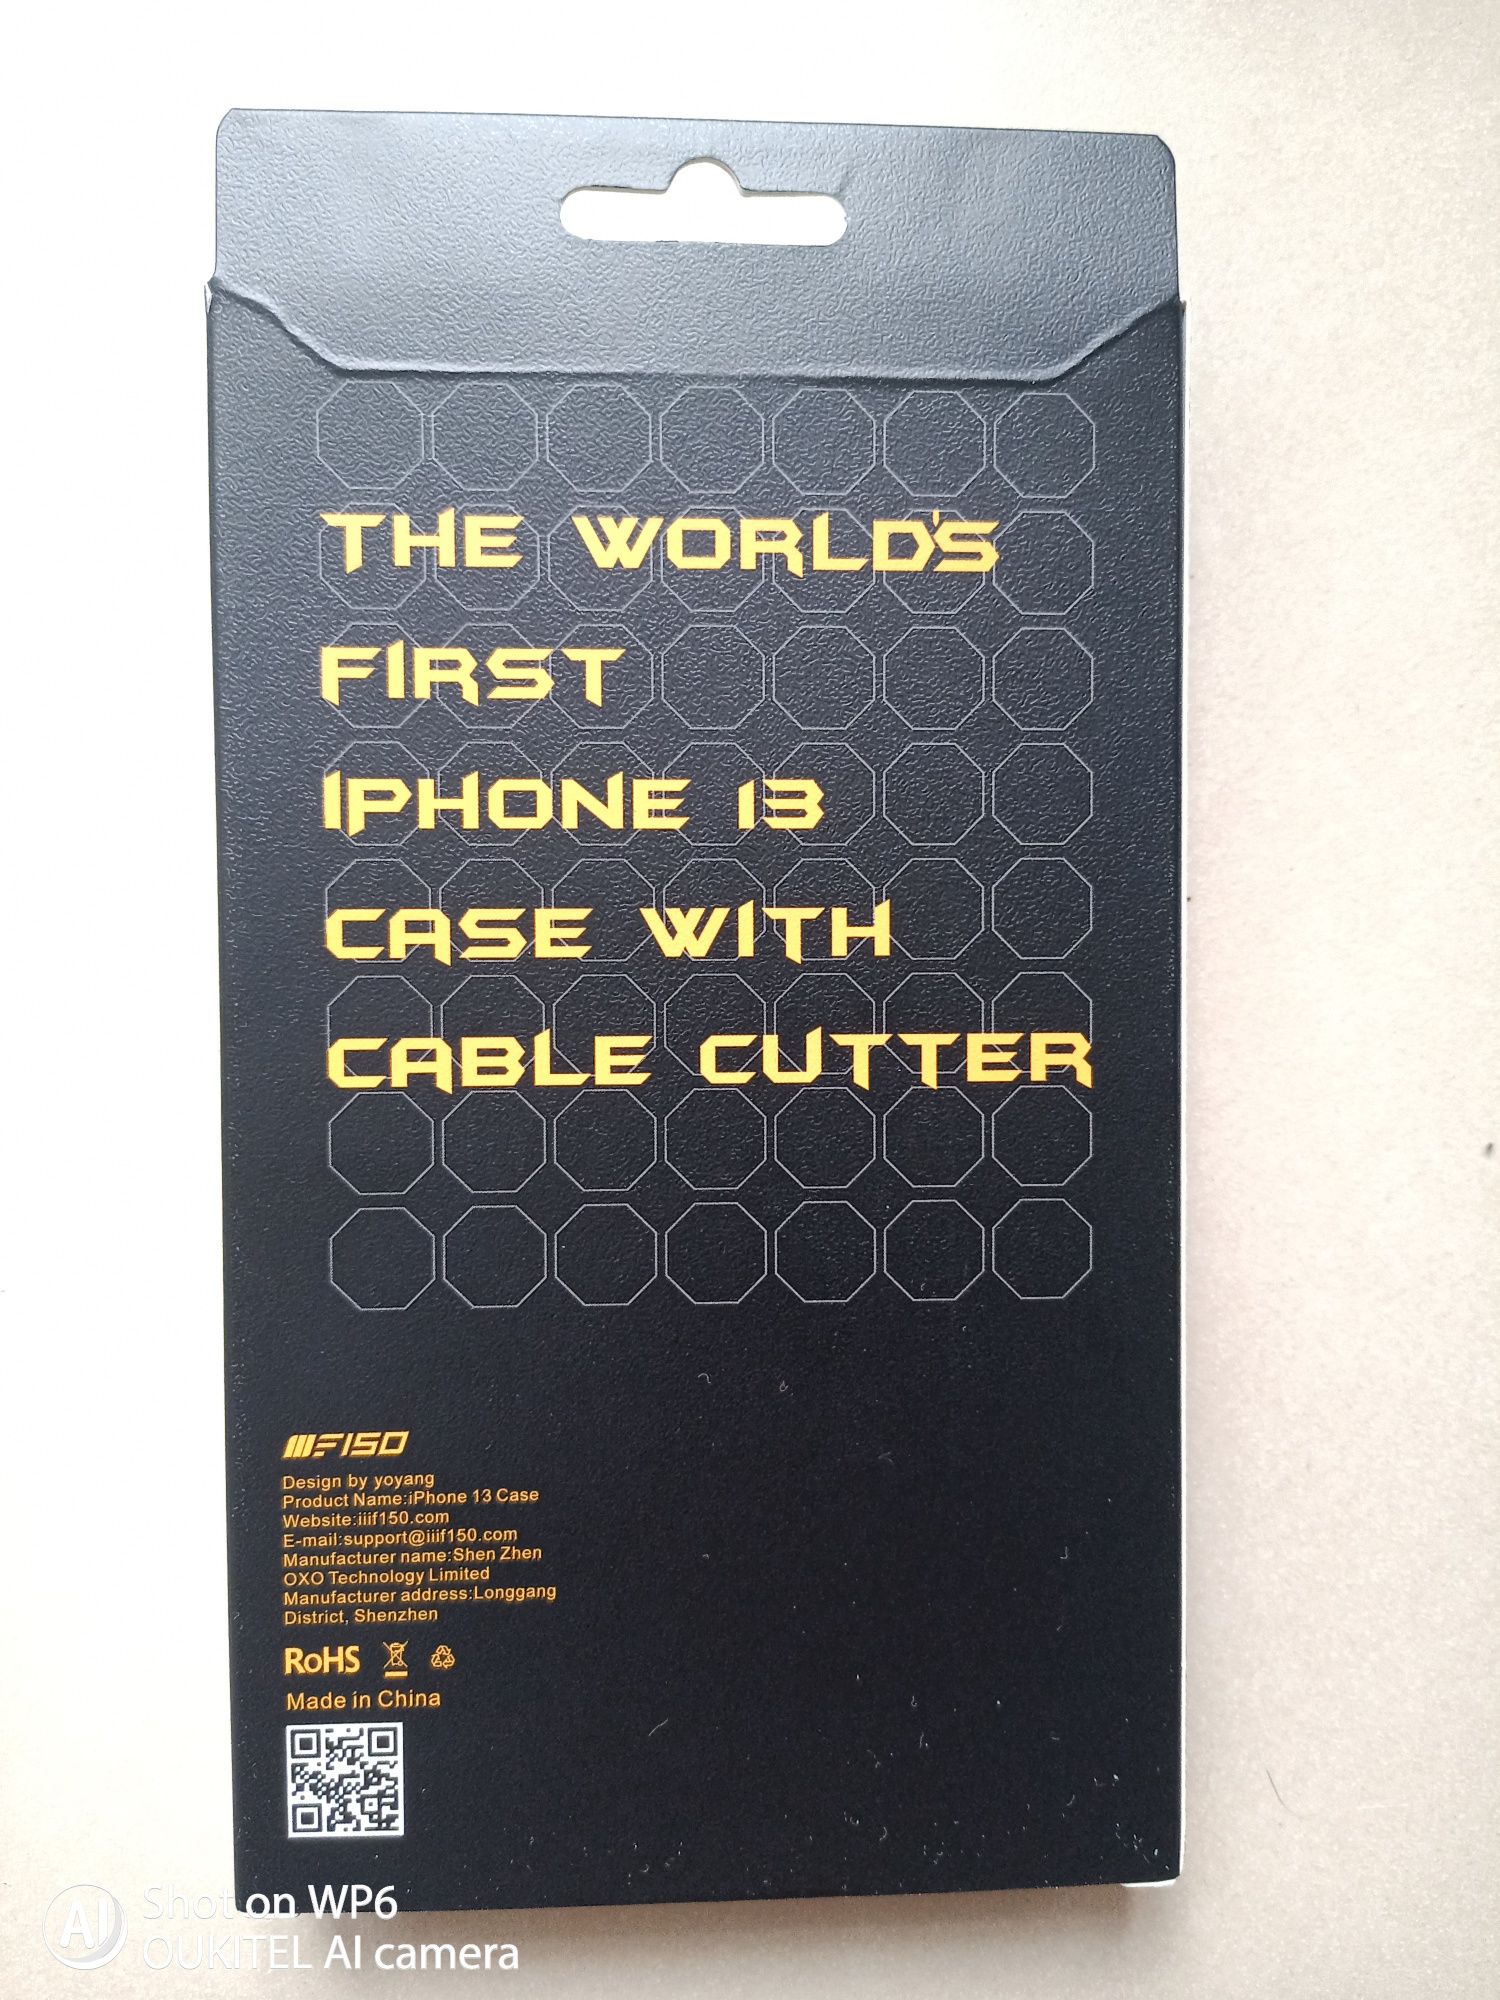 THE WORLD'S
FIRST
IPHONE 13
CASE WITH
CABLE CUTTER
IIIF150
Design by yoyang
Product Name:iPhone 13 Case
Website:iiif150.com
E-mail:support@iiif150.com
Manufacturer name:Shen Zhen
OXO Technology Limited
Manufacturer address:Longgang
District, Shenzhen
RoHS
Made in China
AI Shot on WP6
OUKITEL AI camera